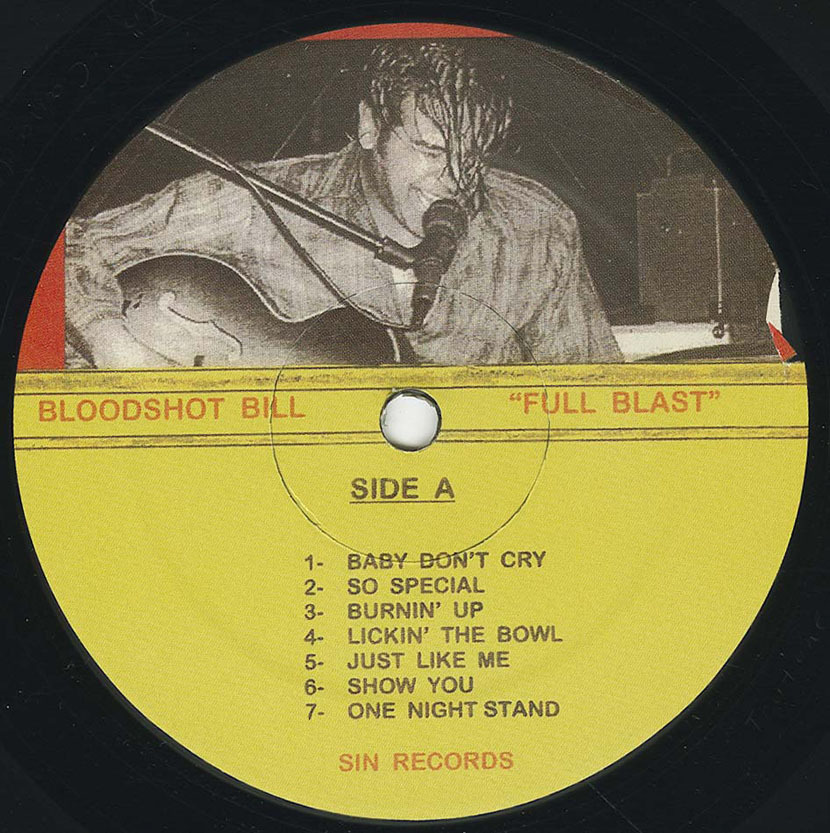 BLOODSHOT BILL "FULL BLAST"
SIDE A
1- BABY DON'T CRY
2- SO SPECIAL
3- BURNIN' UP
4- LICKIN' THE BOWL
5- JUST LIKE ME
6- SHOW YOU
7- ONE NIGHT STAND
SIN RECORDS